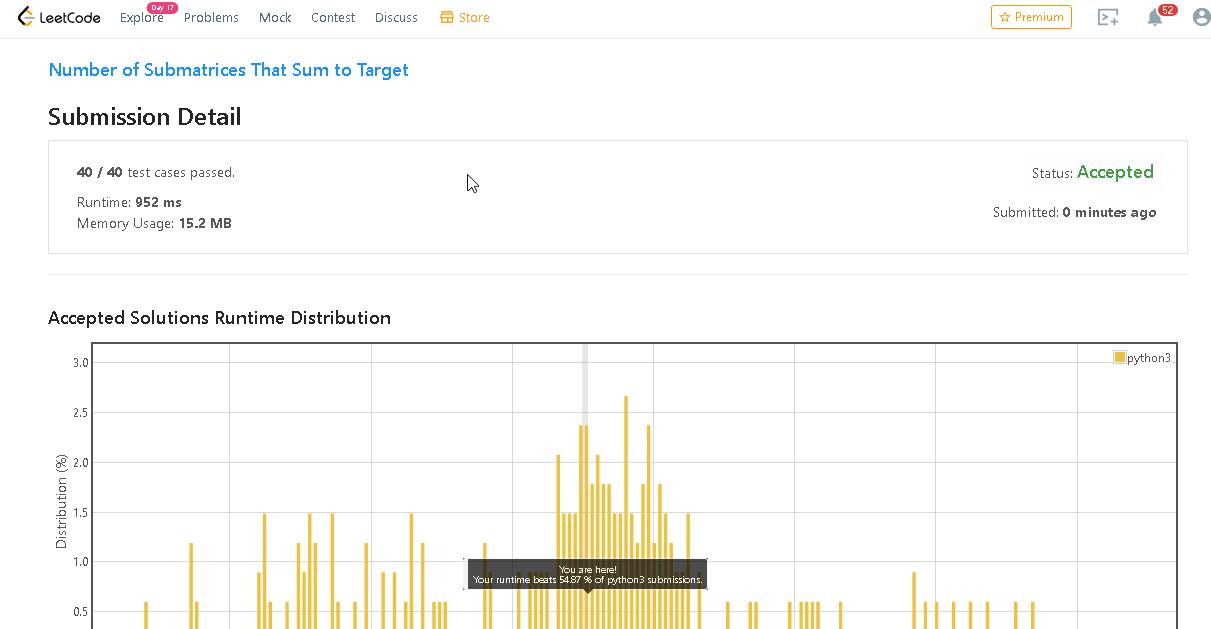 LeetCode Explore Day 17 Problems Mock Contest Discuss Store Premium 52
Number of Submatrices That Sum to Target
Submission Detail
40 / 40 test cases passed.
Status: Accepted
Runtime: 952 ms
Submitted: 0 minutes ago
Memory Usage: 15.2 MB
Accepted Solutions Runtime Distribution
python3
3.0
2.5
2.0
1.5
1.0
0.5
Distribution (%)
You are here!
Your runtime beats 54.87 % of python3 submissions.